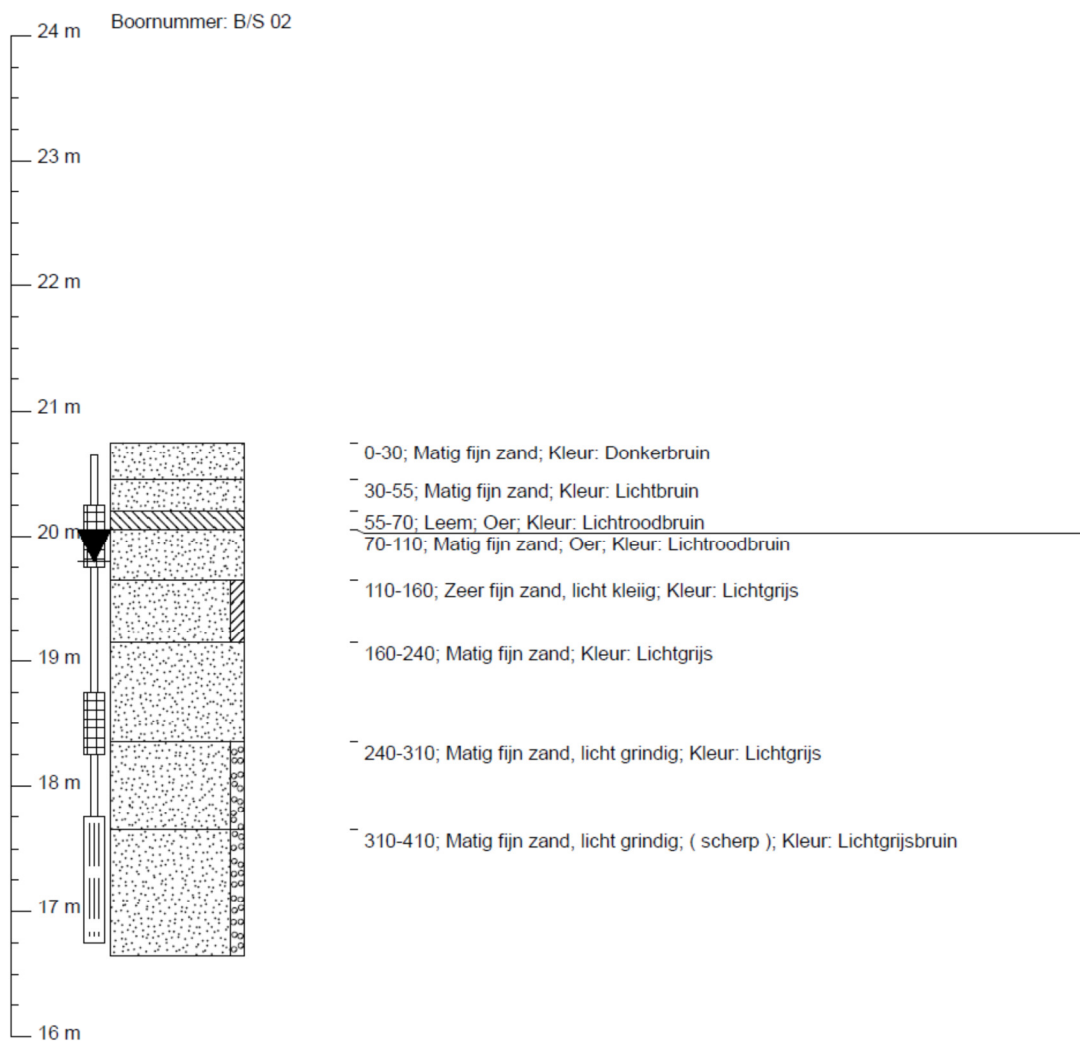 Boornummer: B/S 02
24 m
23 m
22 m
21 m
0-30; Matig fijn zand; Kleur: Donkerbruin
30-55; Matig fijn zand; Kleur: Lichtbruin
55-70; Leem; Oer; Kleur: Lichtroodbruin
20 m
70-110; Matig fijn zand; Oer; Kleur: Lichtroodbruin
110-160; Zeer fijn zand, licht kleiig; Kleur: Lichtgrijs
19 m
160-240; Matig fijn zand; Kleur: Lichtgrijs
240-310; Matig fijn zand, licht grindig; Kleur: Lichtgrijs
18 m
310-410; Matig fijn zand, licht grindig; ( scherp ); Kleur: Lichtgrijsbruin
17 m
16 m